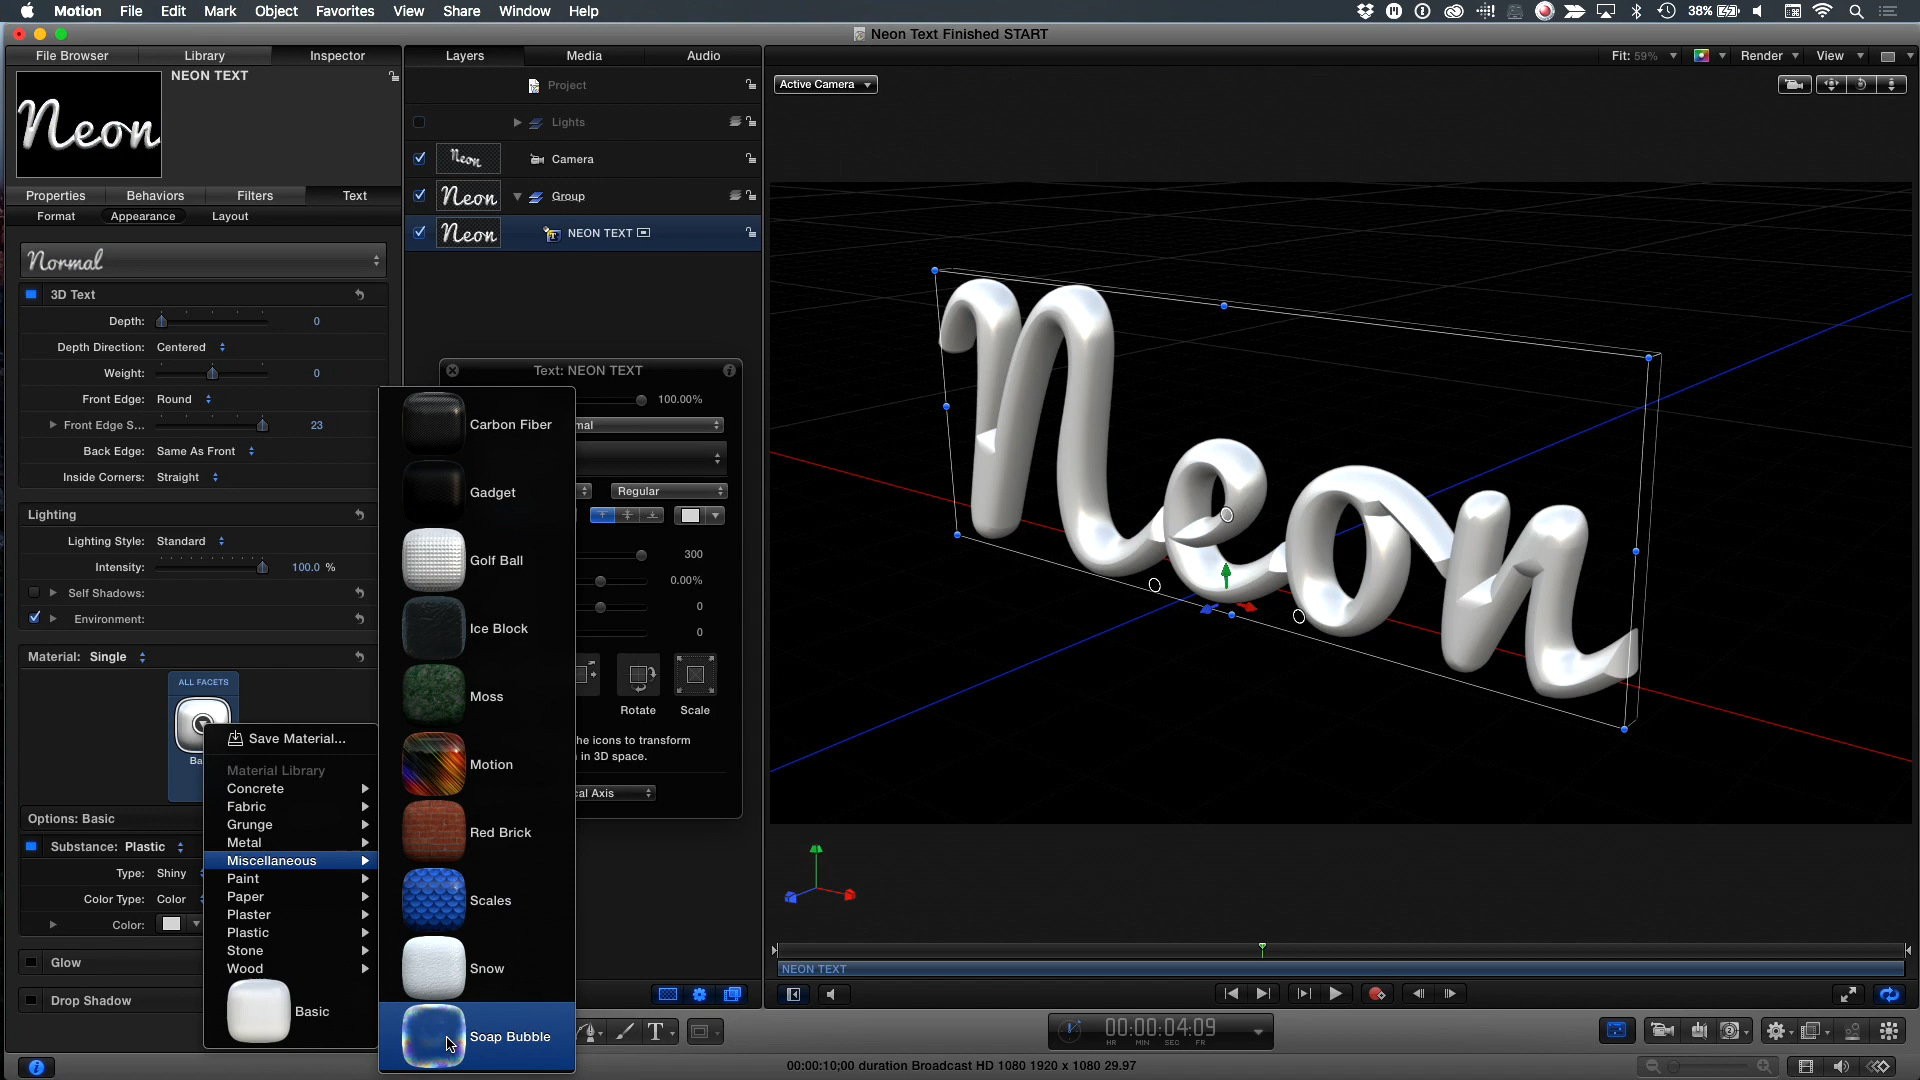 Motion File Edit Mark Object Favorites View Share Window Help
38%
Neon Text Finished START
File Browser Library Inspector
Layers Media Audio
Fit: 59% Render View
NEON TEXT
Neon
Project
Active Camera
Lights
Neon Camera
Neon Group
Neon NEON TEXT
Properties Behaviors Filters Text
Format Appearance Layout
Normal
3D Text
Depth: 0
Depth Direction: Centered
Weight: 0
Front Edge: Round
Front Edge S... 23
Back Edge: Same As Front
Inside Corners: Straight
Lighting
Lighting Style: Standard
Intensity: 100.0 %
Self Shadows:
Environment:
Material: Single
ALL FACETS
Ba
Options: Basic
Substance: Plastic
Type: Shiny
Color Type: Color
Color:
Glow
Drop Shadow
Save Material...
Material Library
Concrete
Fabric
Grunge
Metal
Miscellaneous
Paint
Paper
Plaster
Plastic
Stone
Wood
Basic
Carbon Fiber
Gadget
Golf Ball
Ice Block
Moss
Motion
Red Brick
Scales
Snow
Soap Bubble
Text: NEON TEXT
100.00%
mal
Regular
300
0.00%
0
0
Rotate Scale
he icons to transform
in 3D space.
cal Axis
Neon
NEON TEXT
T
00:00:04:09
HR MIN SEC FR
00:00:10;00 duration Broadcast HD 1080 1920 x 1080 29.97